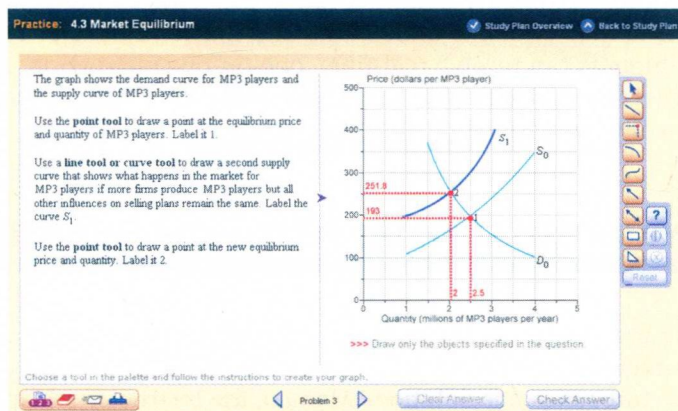 Practice: 4.3 Market Equilibrium
Study Plan Overview
Back to Study Plan
The graph shows the demand curve for MP3 players and
the supply curve of MP3 players.
Use the point tool to draw a point at the equilibrium price
and quantity of MP3 players. Label it 1.
Use a line tool or curve tool to draw a second supply
curve that shows what happens in the market for
MP3 players if more firms produce MP3 players but all
other influences on selling plans remain the same. Label the
curve S1.
Use the point tool to draw a point at the new equilibrium
price and quantity. Label it 2.
Price (dollars per MP3 player)
500
400
300
200
100
0
251.8
193
S1
S0
D0
2
1
2
2.5
0
1
2
3
4
5
Quantity (millions of MP3 players per year)
>>> Draw only the objects specified in the question.
Choose a tool in the palette and follow the instructions to create your graph.
?
Reset
1 2 3
Problem 3
Clear Answer
Check Answer